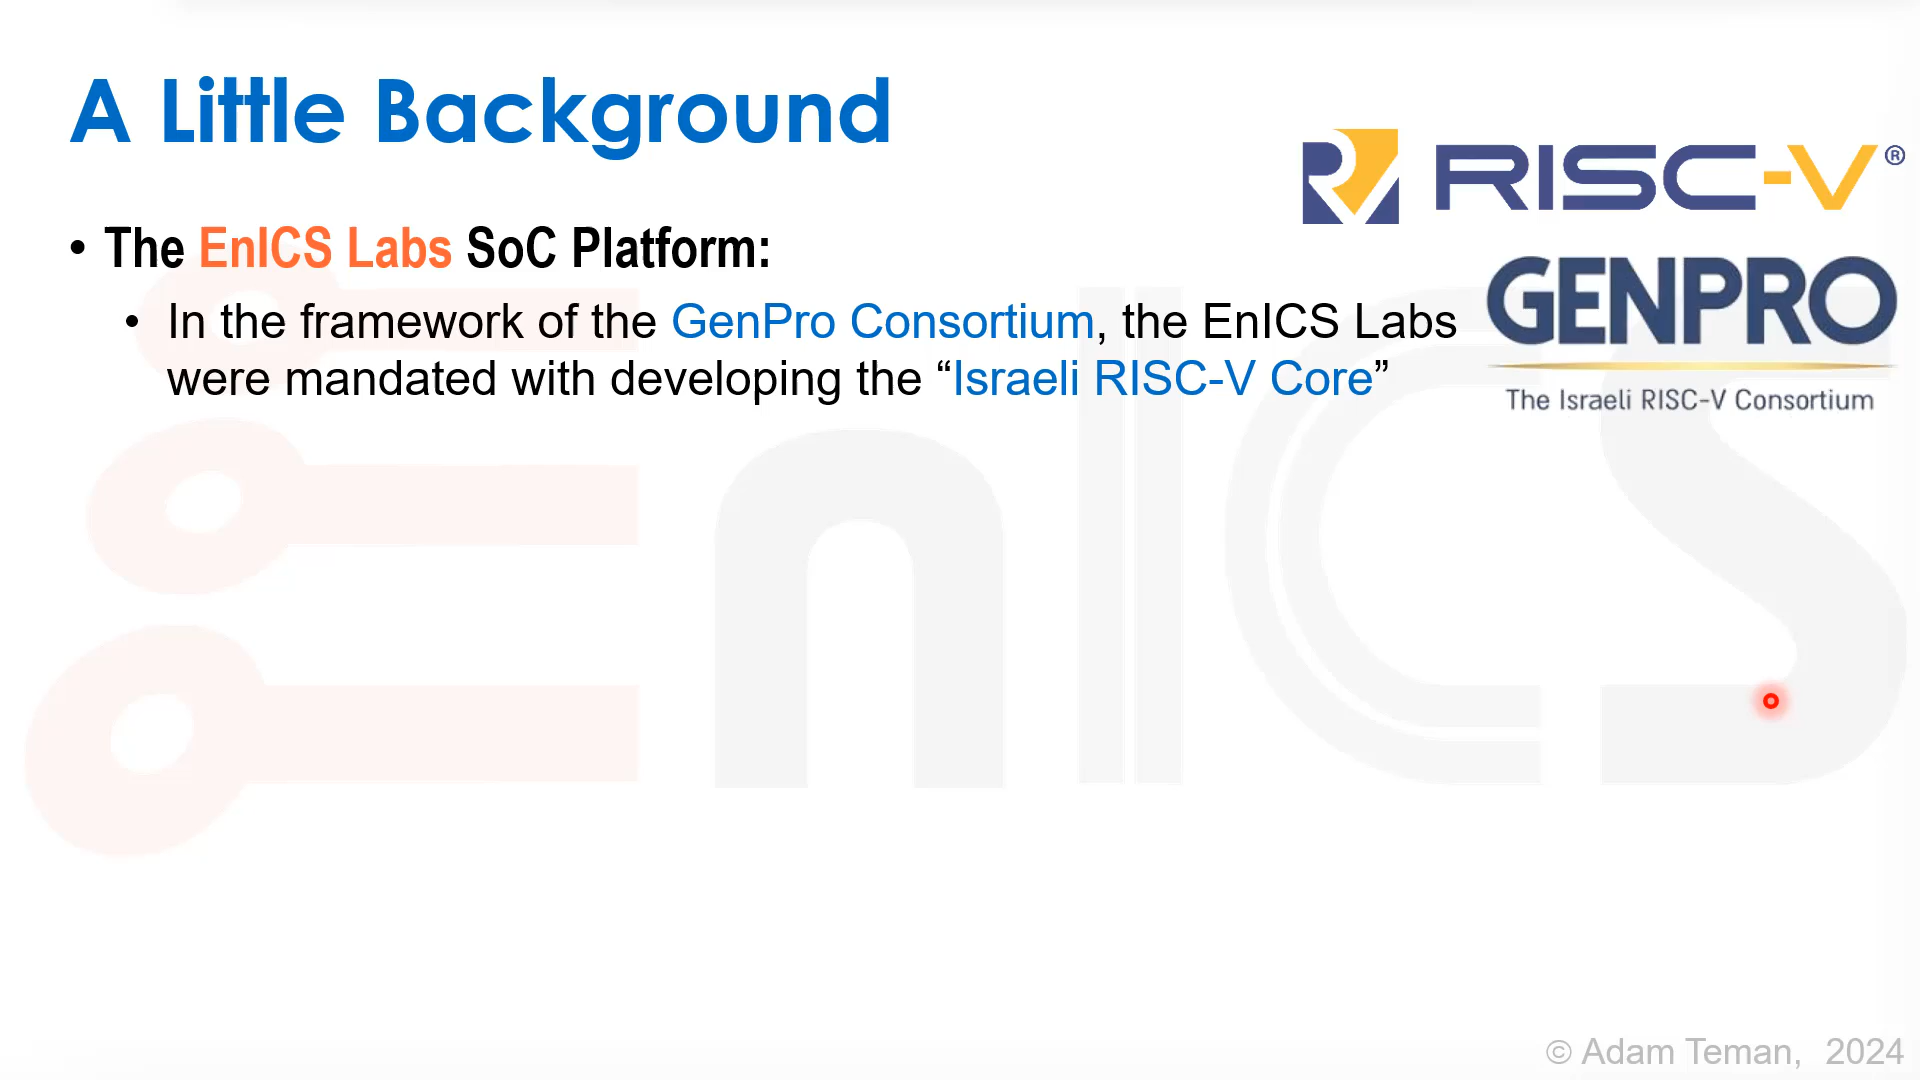 A Little Background
RISC-V®
• The EnICS Labs SoC Platform:
GENPRO
• In the framework of the GenPro Consortium, the EnICS Labs
were mandated with developing the “Israeli RISC-V Core”
The Israeli RISC-V Consortium
EnICS
© Adam Teman, 2024